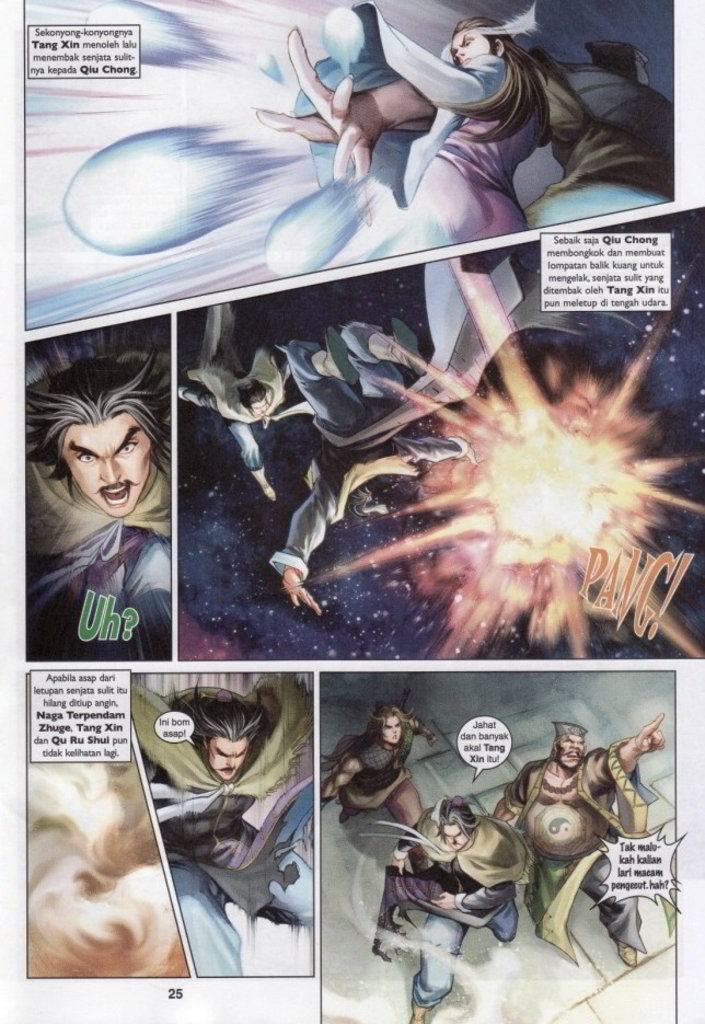 Sekonyong-konyongnya
Tang Xin menoleh lalu
menembak senjata sulit-
nya kepada Qiu Chong.
Sebaik saja Qiu Chong
membongkok dan membuat
lompatan balik kuang untuk
mengelak, senjata sulit yang
ditembak oleh Tang Xin itu
pun meletup di tengah udara.
Uh?
PANG!
Apabila asap dari
letupan senjata sulit itu
hilang ditiup angin,
Naga Terpendam
Zhuge, Tang Xin
dan Qu Ru Shui pun
tidak kelihatan lagi.
Ini bom
asap!
Jahat
dan banyak
akal Tang
Xin itu!
Tak malu-
kah kalian
lari macam
pengecut, hah?
25